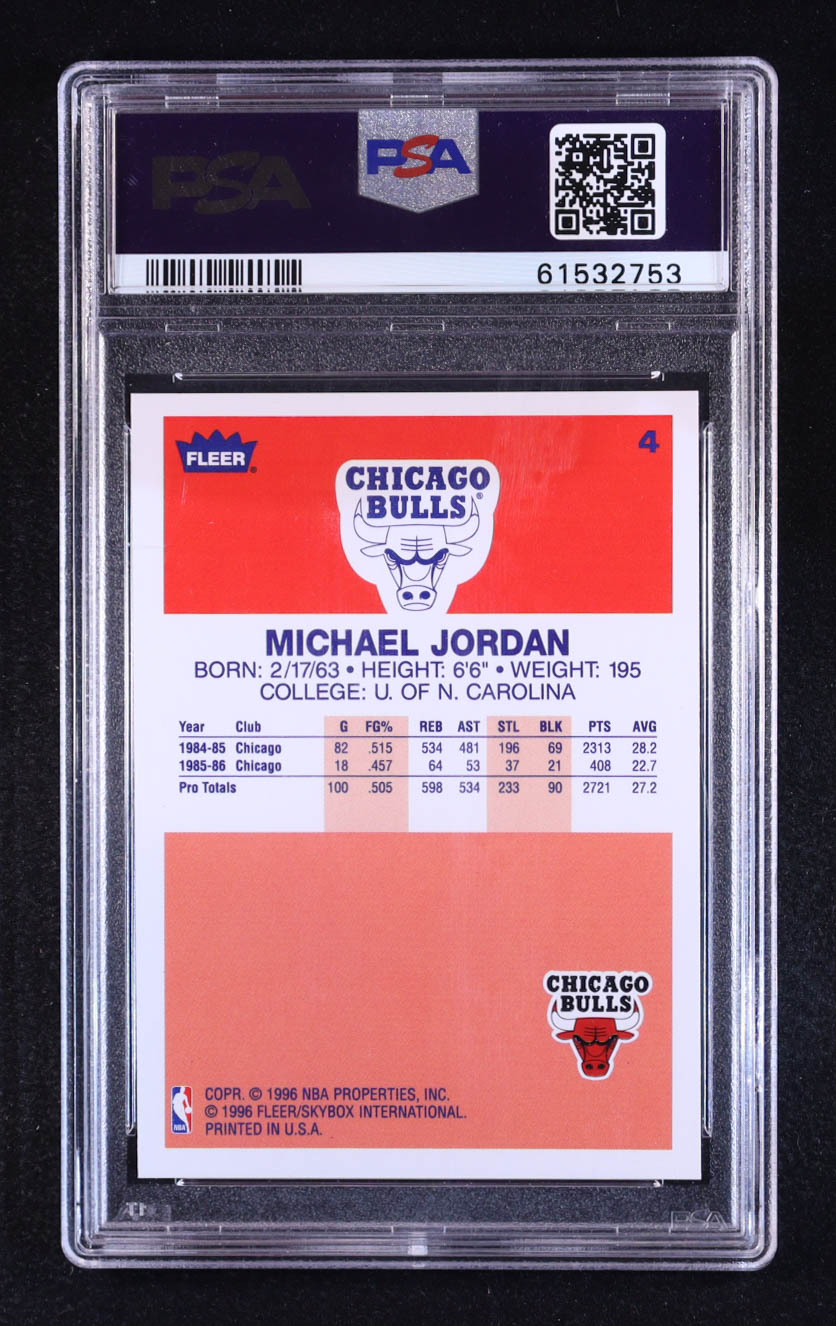 PSA PSA
61532753
FLEER® 4
CHICAGO
BULLS®
MICHAEL JORDAN
BORN: 2/17/63 • HEIGHT: 6'6" • WEIGHT: 195
COLLEGE: U. OF N. CAROLINA
Year Club G FG% REB AST STL BLK PTS AVG
1984-85 Chicago 82 .515 534 481 196 69 2313 28.2
1985-86 Chicago 18 .457 64 53 37 21 408 22.7
Pro Totals 100 .505 598 534 233 90 2721 27.2
CHICAGO
BULLS
NBA
COPR. © 1996 NBA PROPERTIES, INC.
© 1996 FLEER/SKYBOX INTERNATIONAL.
PRINTED IN U.S.A.
PSA